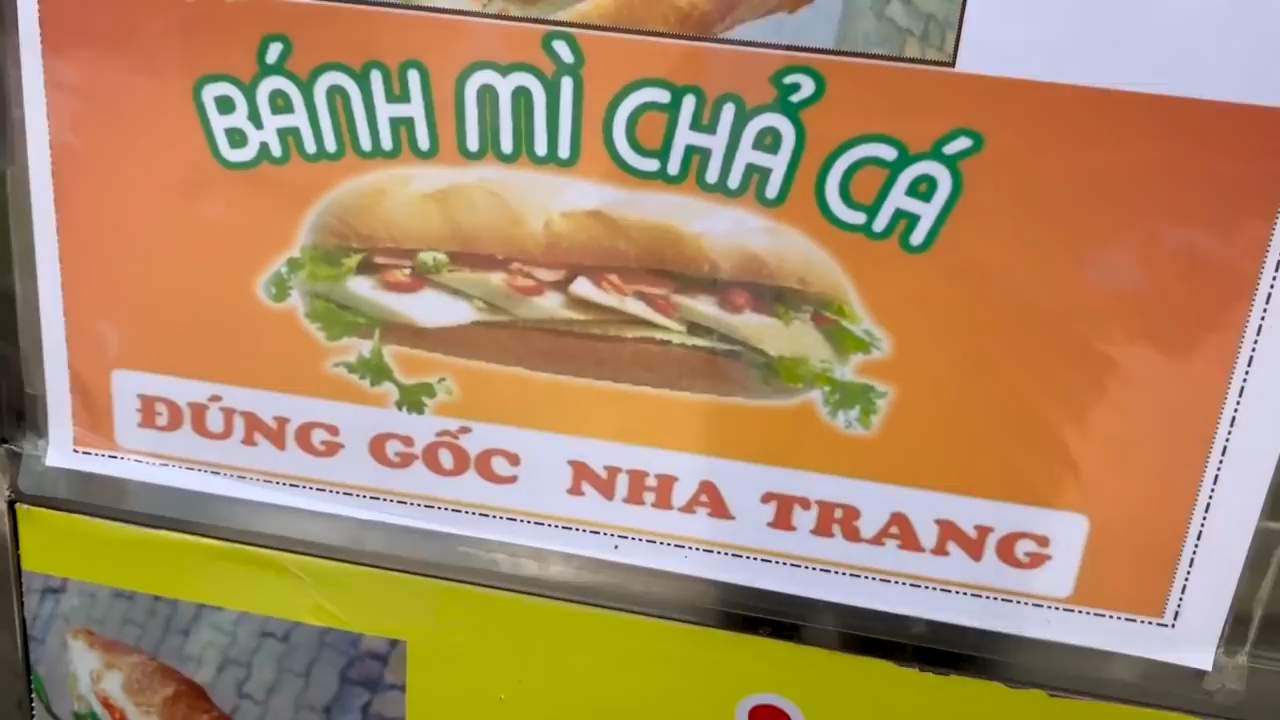 BÁNH MÌ CHẢ CÁ
ĐÚNG GỐC NHA TRANG